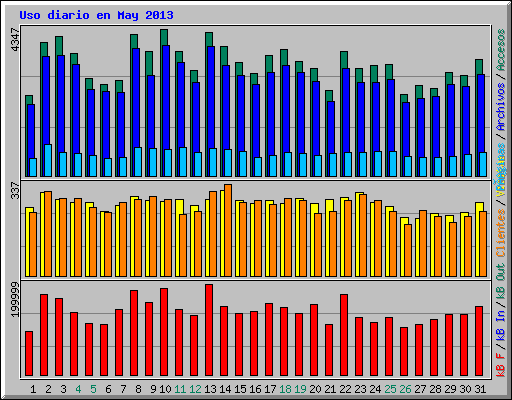 Uso diario en May 2013
4347
337
199999
kB F / kB In / kB Out Clientes / Páginas / Archivos / Accesos
1 2 3 4 5 6 7 8 9 10 11 12 13 14 15 16 17 18 19 20 21 22 23 24 25 26 27 28 29 30 31